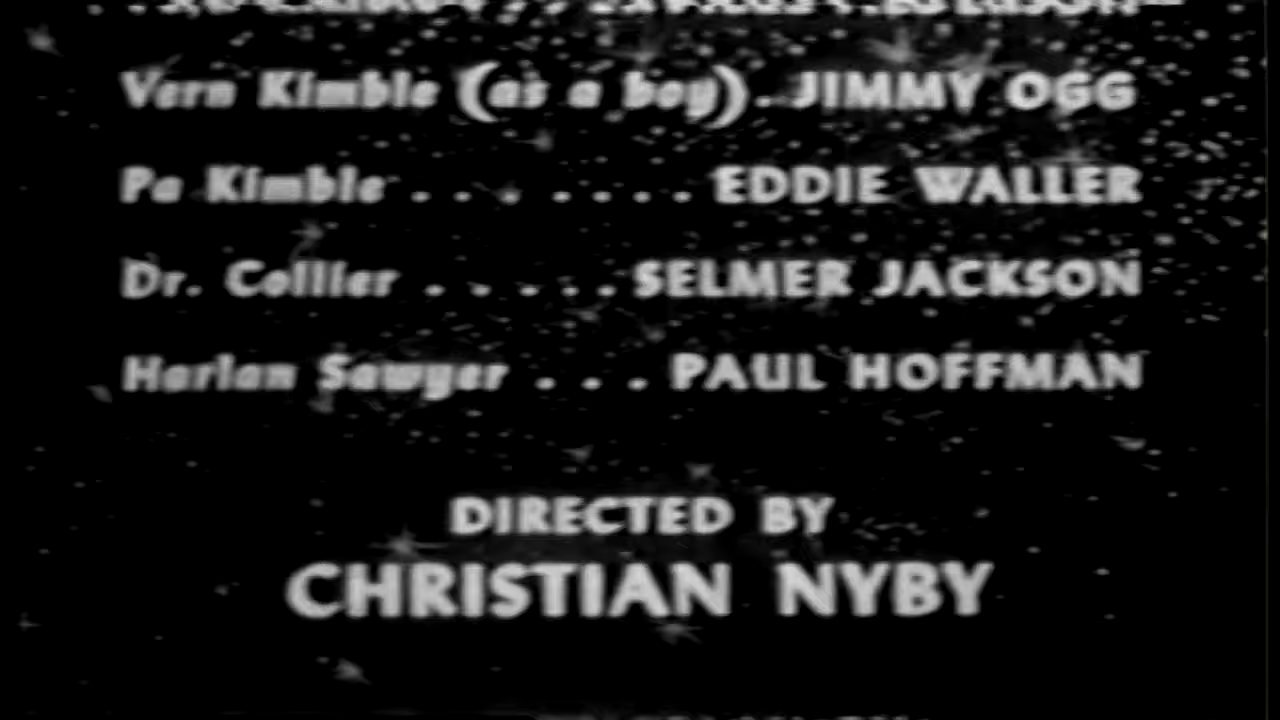 Vern Kimble (as a boy). JIMMY OGG
Pa Kimble . . . . . . . EDDIE WALLER
Dr. Collier . . . . . SELMER JACKSON
Harlan Sawyer . . . PAUL HOFFMAN
DIRECTED BY
CHRISTIAN NYBY